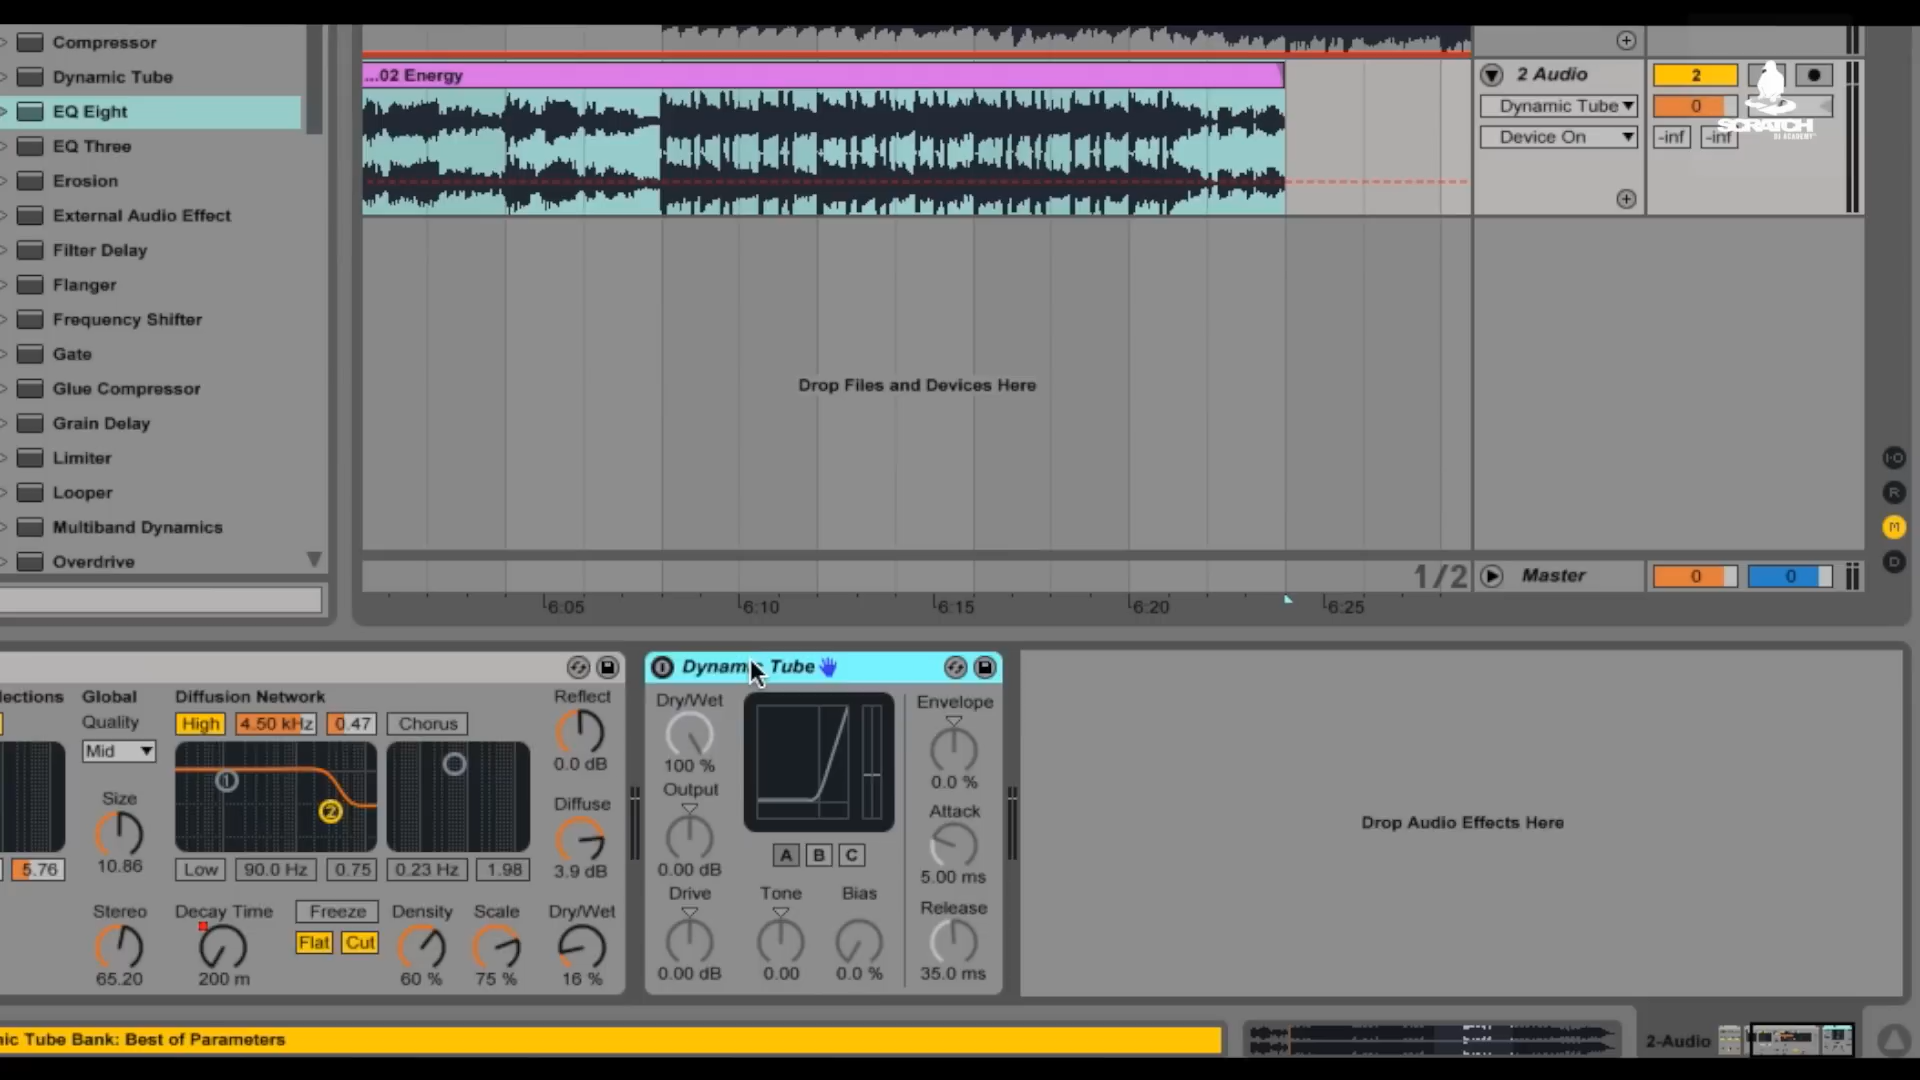 Compressor
Dynamic Tube
EQ Eight
EQ Three
Erosion
External Audio Effect
Filter Delay
Flanger
Frequency Shifter
Gate
Glue Compressor
Grain Delay
Limiter
Looper
Multiband Dynamics
Overdrive
...02 Energy
Drop Files and Devices Here
2 Audio
2
Dynamic Tube
0
Device On
-inf
-inf
SCRATCH
DJ ACADEMY
I·O
R
M
D
1/2
Master
0
0
6:05
6:10
6:15
6:20
6:25
lections
Global
Quality
Mid
Size
10.86
5.76
Stereo
65.20
Diffusion Network
High
4.50 kHz
0.47
Chorus
1
2
Low
90.0 Hz
0.75
0.23 Hz
1.98
Reflect
0.0 dB
Diffuse
3.9 dB
Decay Time
200 m
Freeze
Flat
Cut
Density
60 %
Scale
75 %
Dry/Wet
16 %
Dynamic Tube
Dry/Wet
100 %
Output
0.00 dB
Drive
0.00 dB
A
B
C
Tone
0.00
Bias
0.0 %
Envelope
0.0 %
Attack
5.00 ms
Release
35.0 ms
Drop Audio Effects Here
ic Tube Bank: Best of Parameters
2-Audio